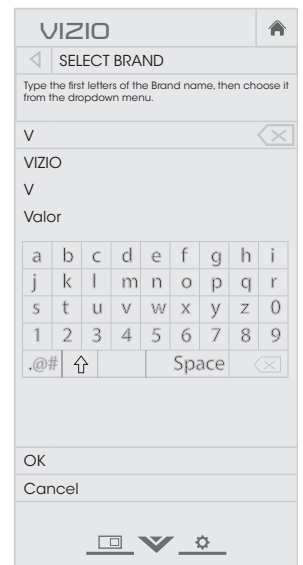 VIZIO
SELECT BRAND
Type the first letters of the Brand name, then choose it
from the dropdown menu.
V
VIZIO
V
Valor
a b c d e f g h i
j k l m n o p q r
s t u v w x y z 0
1 2 3 4 5 6 7 8 9
.@# Space
OK
Cancel